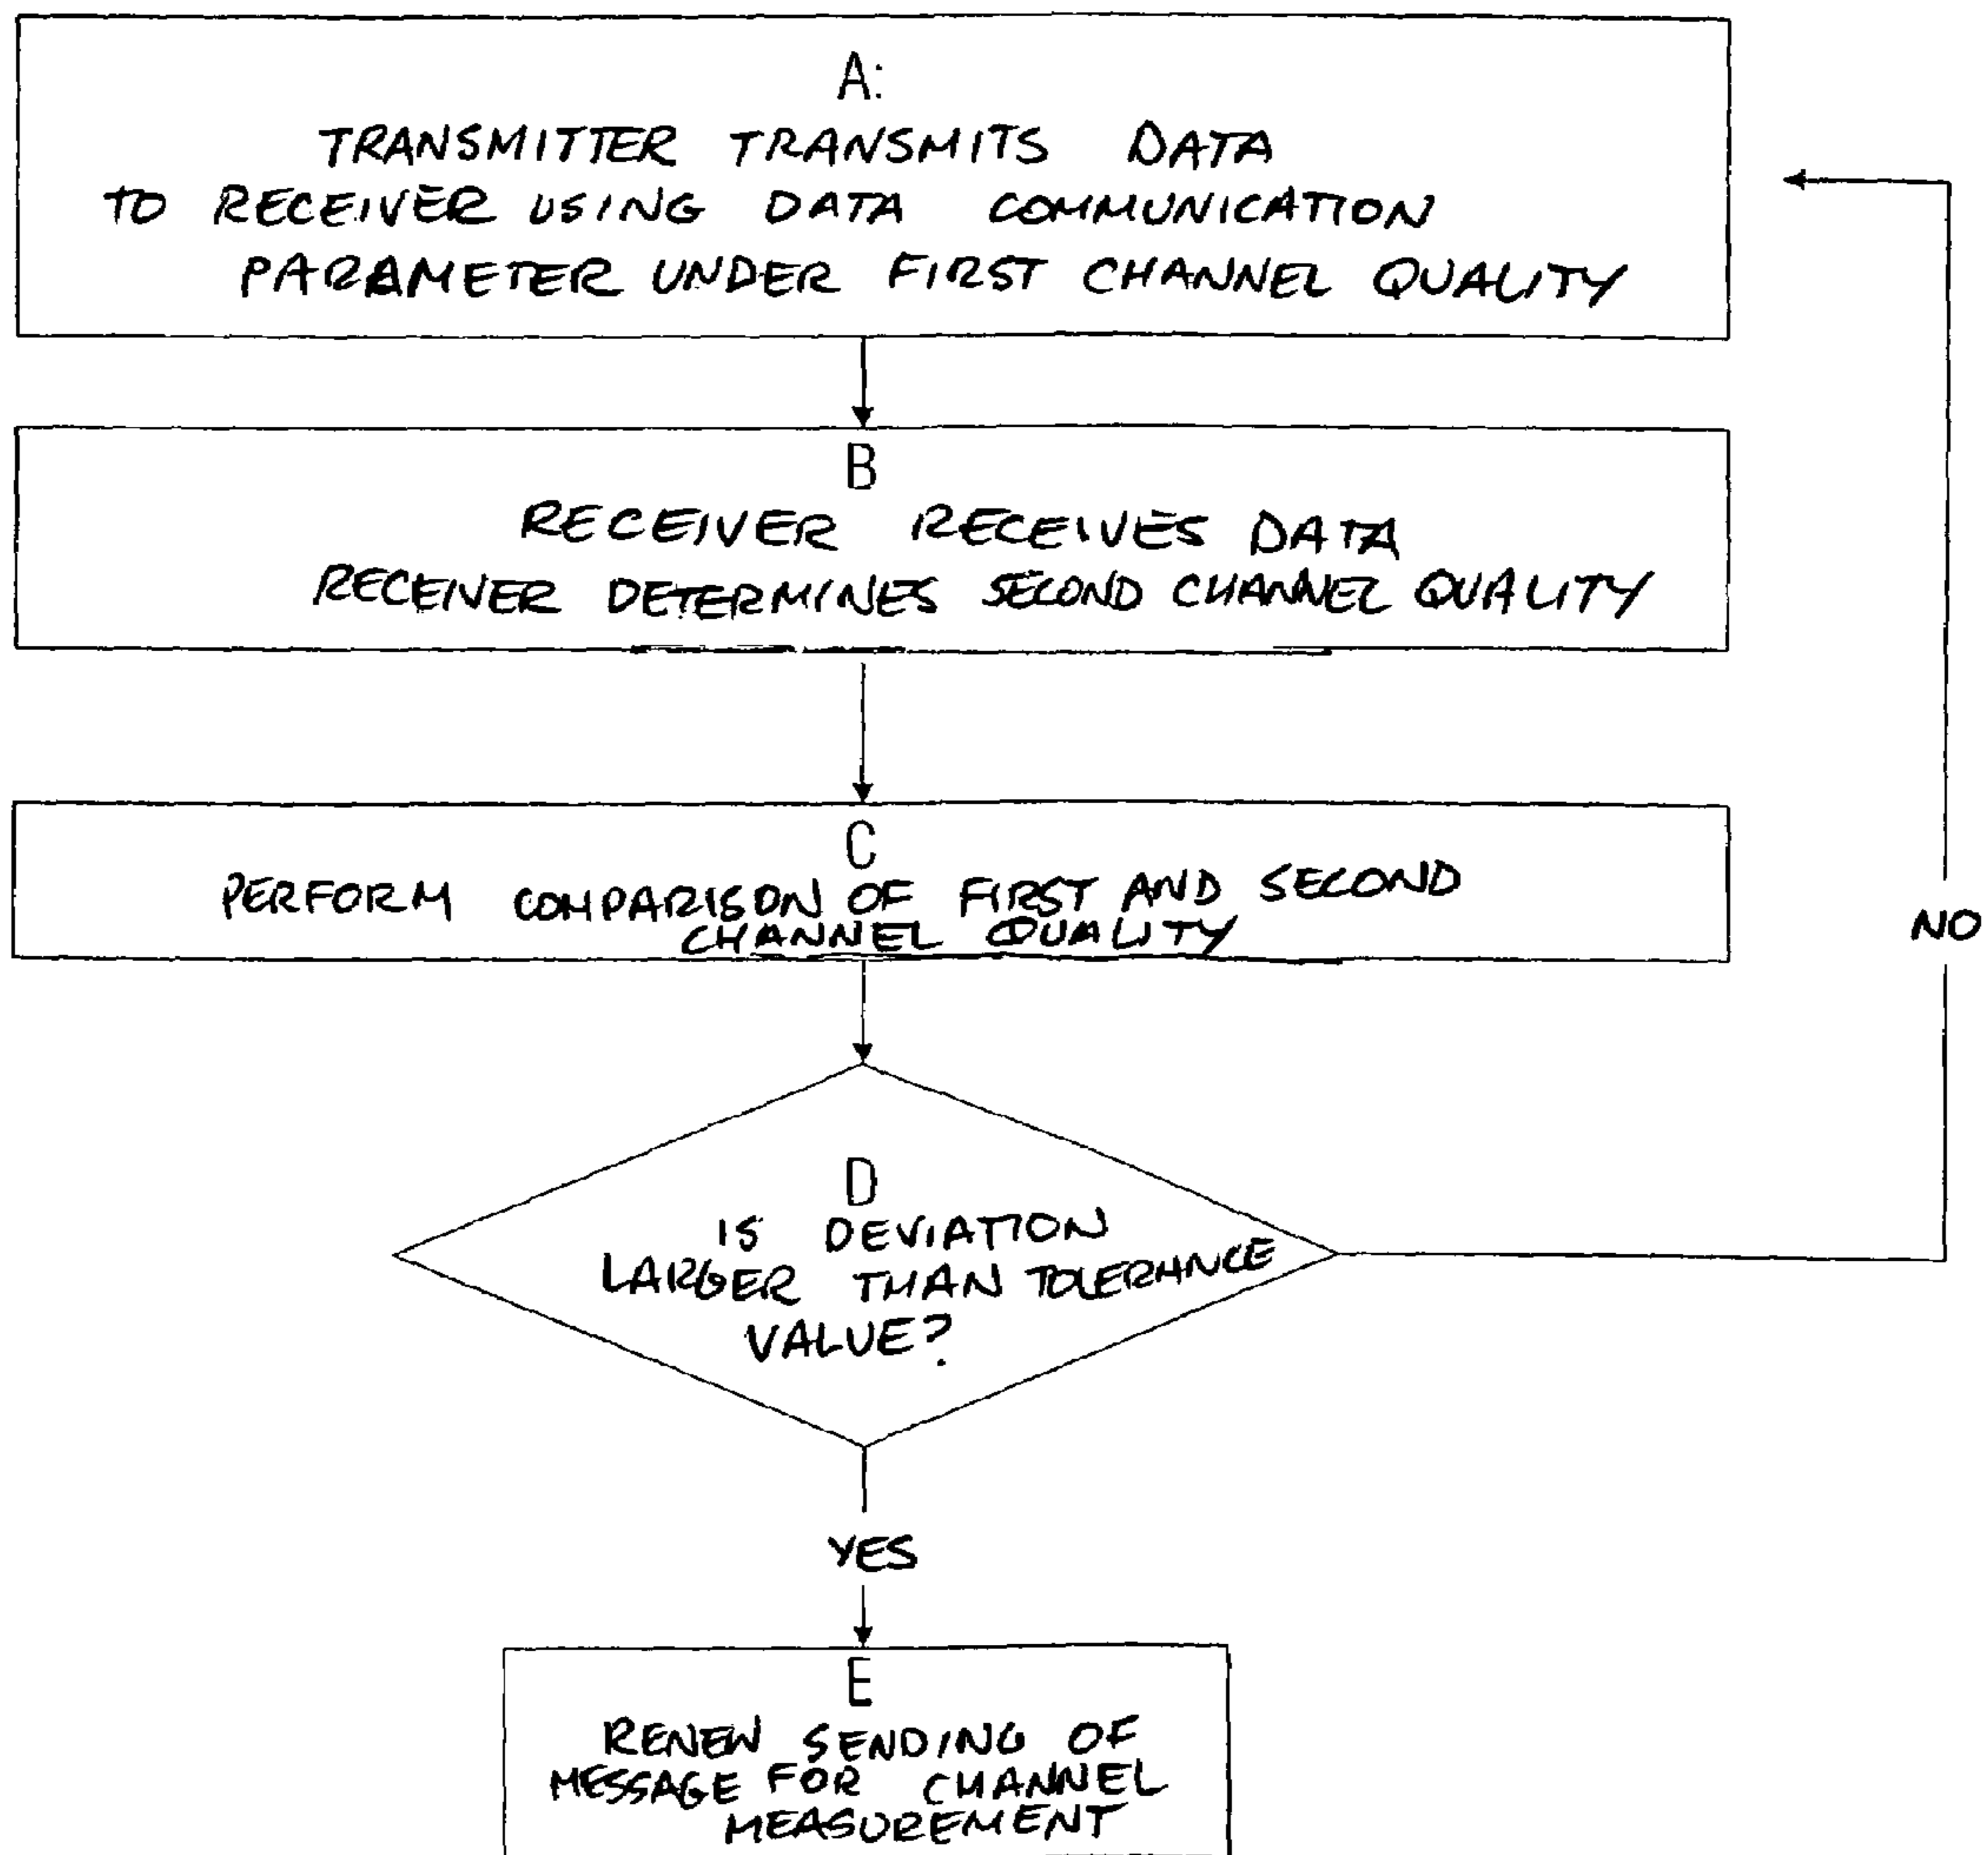 A:
TRANSMITTER TRANSMITS DATA
TO RECEIVER USING DATA COMMUNICATION
PARAMETER UNDER FIRST CHANNEL QUALITY
B
RECEIVER RECEIVES DATA
RECEIVER DETERMINES SECOND CHANNEL QUALITY
C
PERFORM COMPARISON OF FIRST AND SECOND
CHANNEL QUALITY
NO
D
IS DEVIATION
LARGER THAN TOLERANCE
VALUE?
YES
E
RENEW SENDING OF
MESSAGE FOR CHANNEL
MEASUREMENT